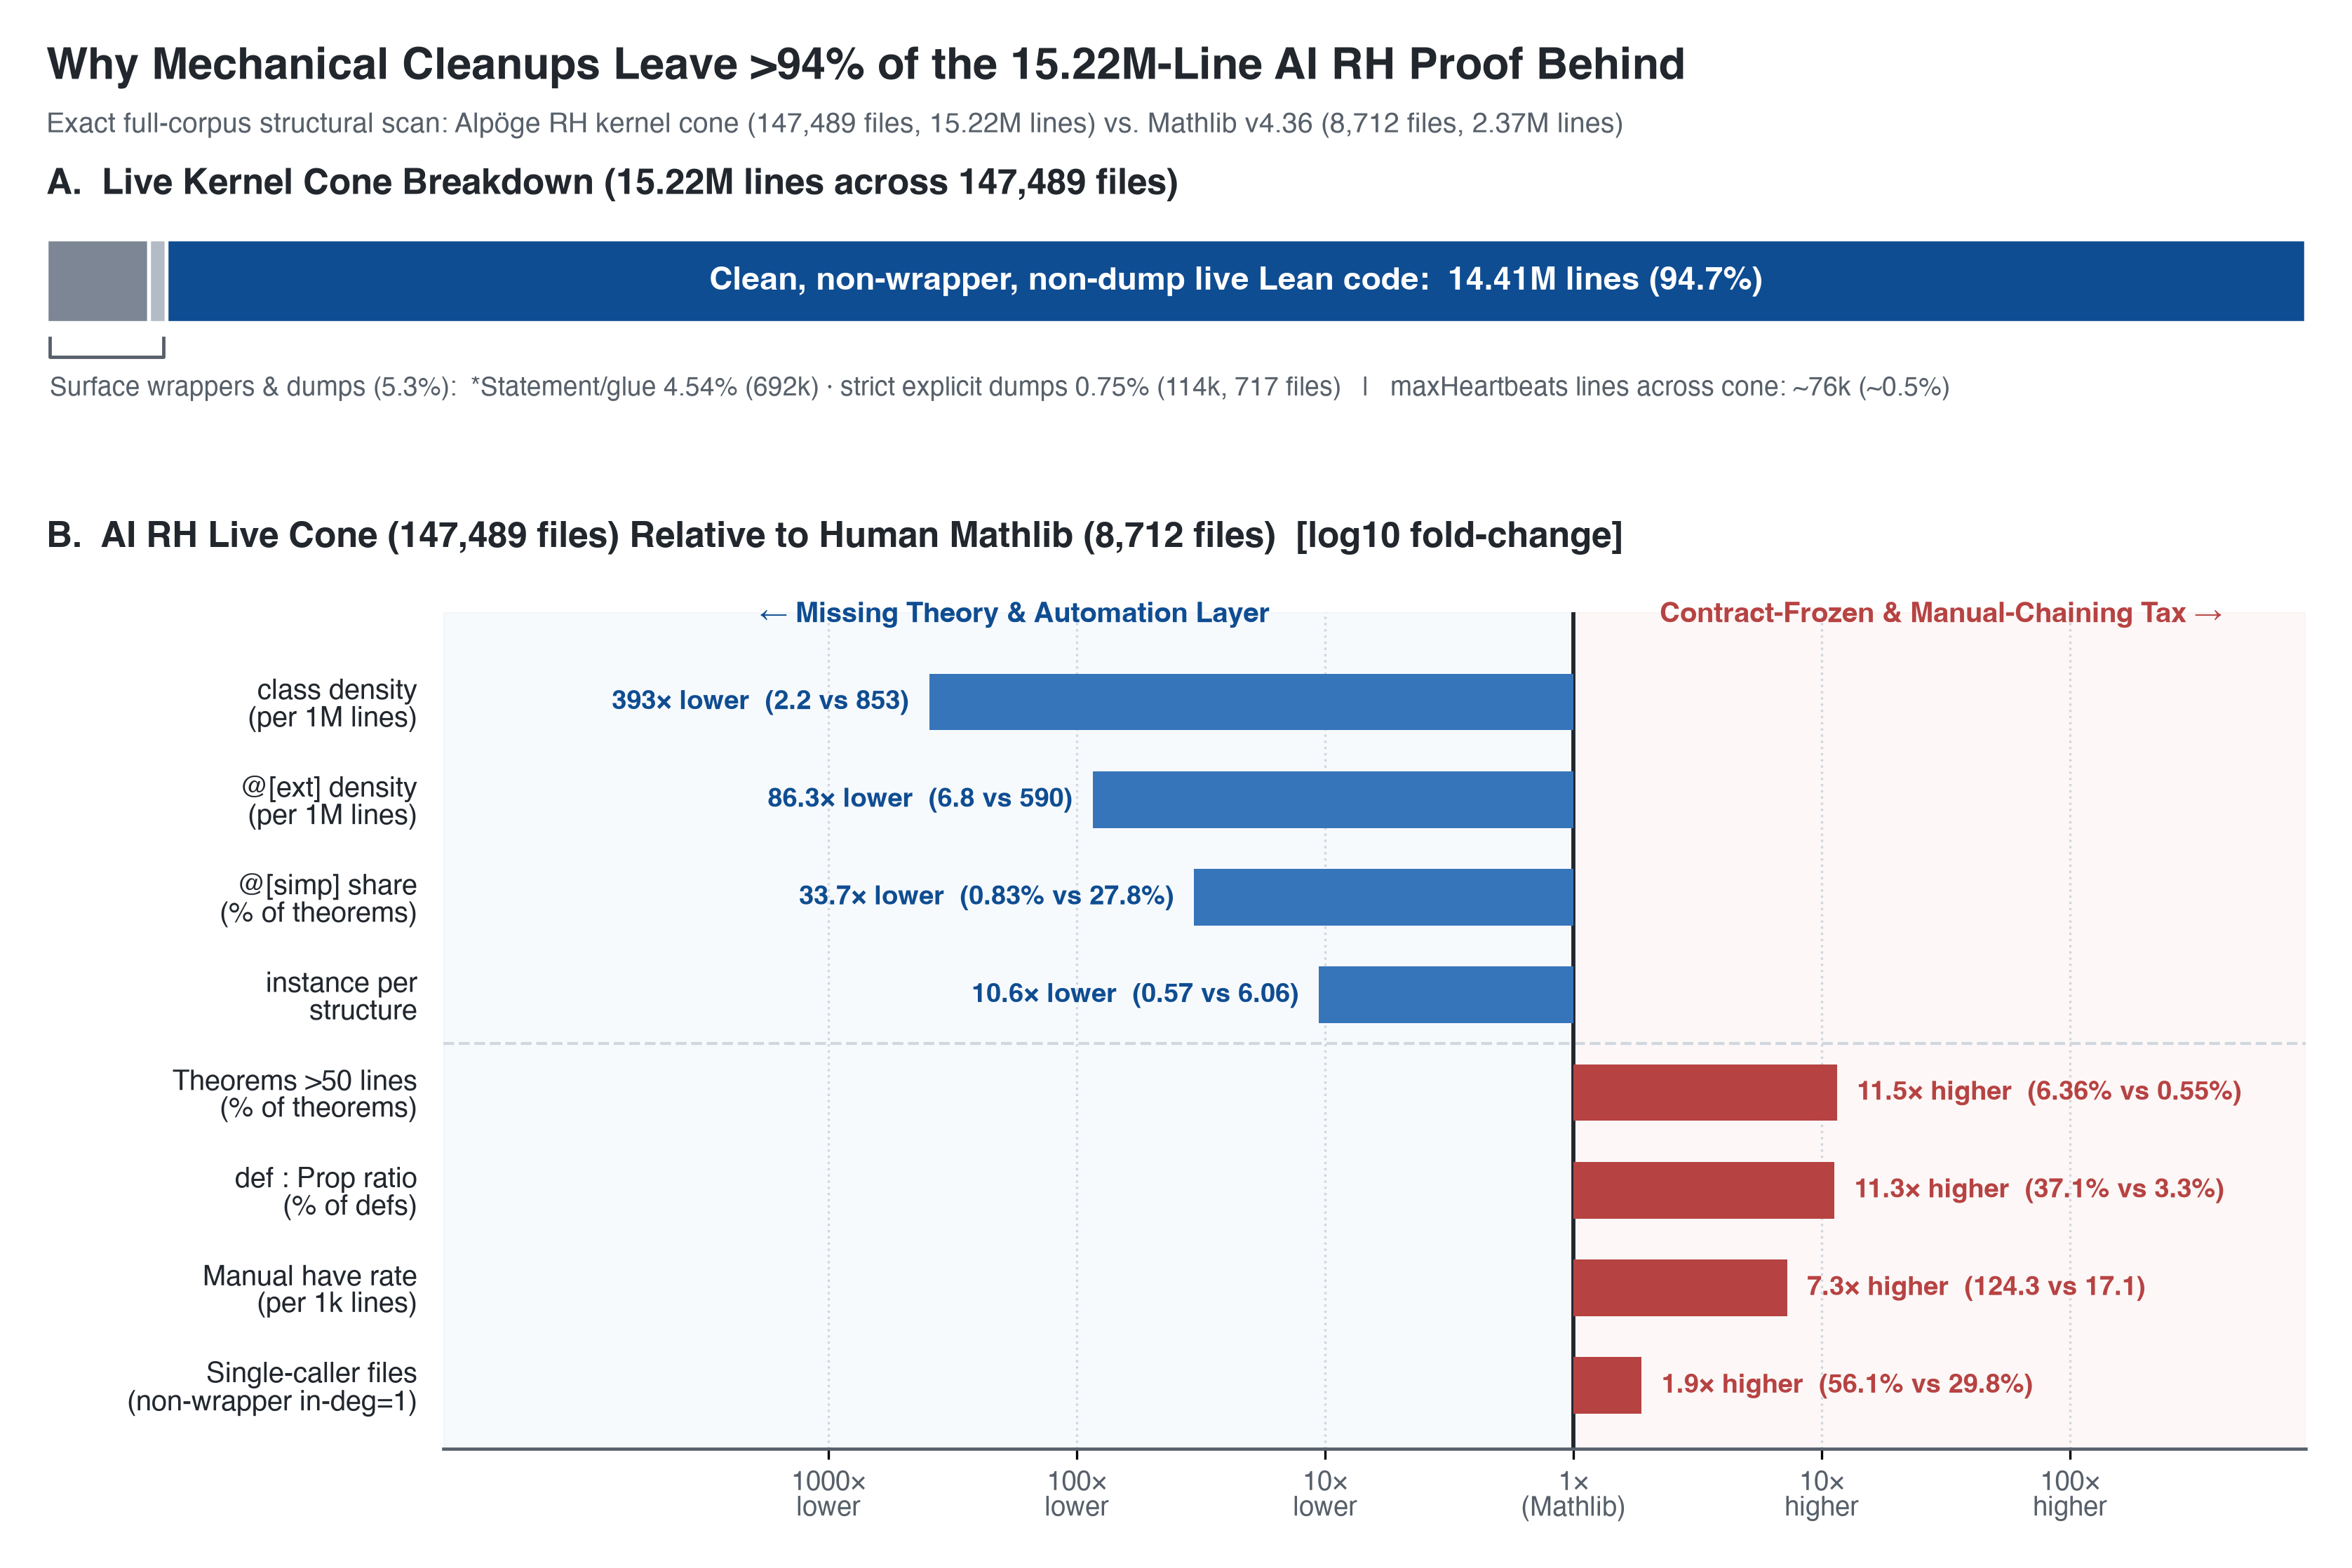 Why Mechanical Cleanups Leave >94% of the 15.22M-Line AI RH Proof Behind
Exact full-corpus structural scan: Alpöge RH kernel cone (147,489 files, 15.22M lines) vs. Mathlib v4.36 (8,712 files, 2.37M lines)
A. Live Kernel Cone Breakdown (15.22M lines across 147,489 files)
Clean, non-wrapper, non-dump live Lean code: 14.41M lines (94.7%)
Surface wrappers & dumps (5.3%): *Statement/glue 4.54% (692k) · strict explicit dumps 0.75% (114k, 717 files) | maxHeartbeats lines across cone: ~76k (~0.5%)
B. AI RH Live Cone (147,489 files) Relative to Human Mathlib (8,712 files) [log10 fold-change]
← Missing Theory & Automation Layer
Contract-Frozen & Manual-Chaining Tax →
class density
(per 1M lines)
393× lower (2.2 vs 853)
@[ext] density
(per 1M lines)
86.3× lower (6.8 vs 590)
@[simp] share
(% of theorems)
33.7× lower (0.83% vs 27.8%)
instance per
structure
10.6× lower (0.57 vs 6.06)
Theorems >50 lines
(% of theorems)
11.5× higher (6.36% vs 0.55%)
def : Prop ratio
(% of defs)
11.3× higher (37.1% vs 3.3%)
Manual have rate
(per 1k lines)
7.3× higher (124.3 vs 17.1)
Single-caller files
(non-wrapper in-deg=1)
1.9× higher (56.1% vs 29.8%)
1000×
lower
100×
lower
10×
lower
1×
(Mathlib)
10×
higher
100×
higher